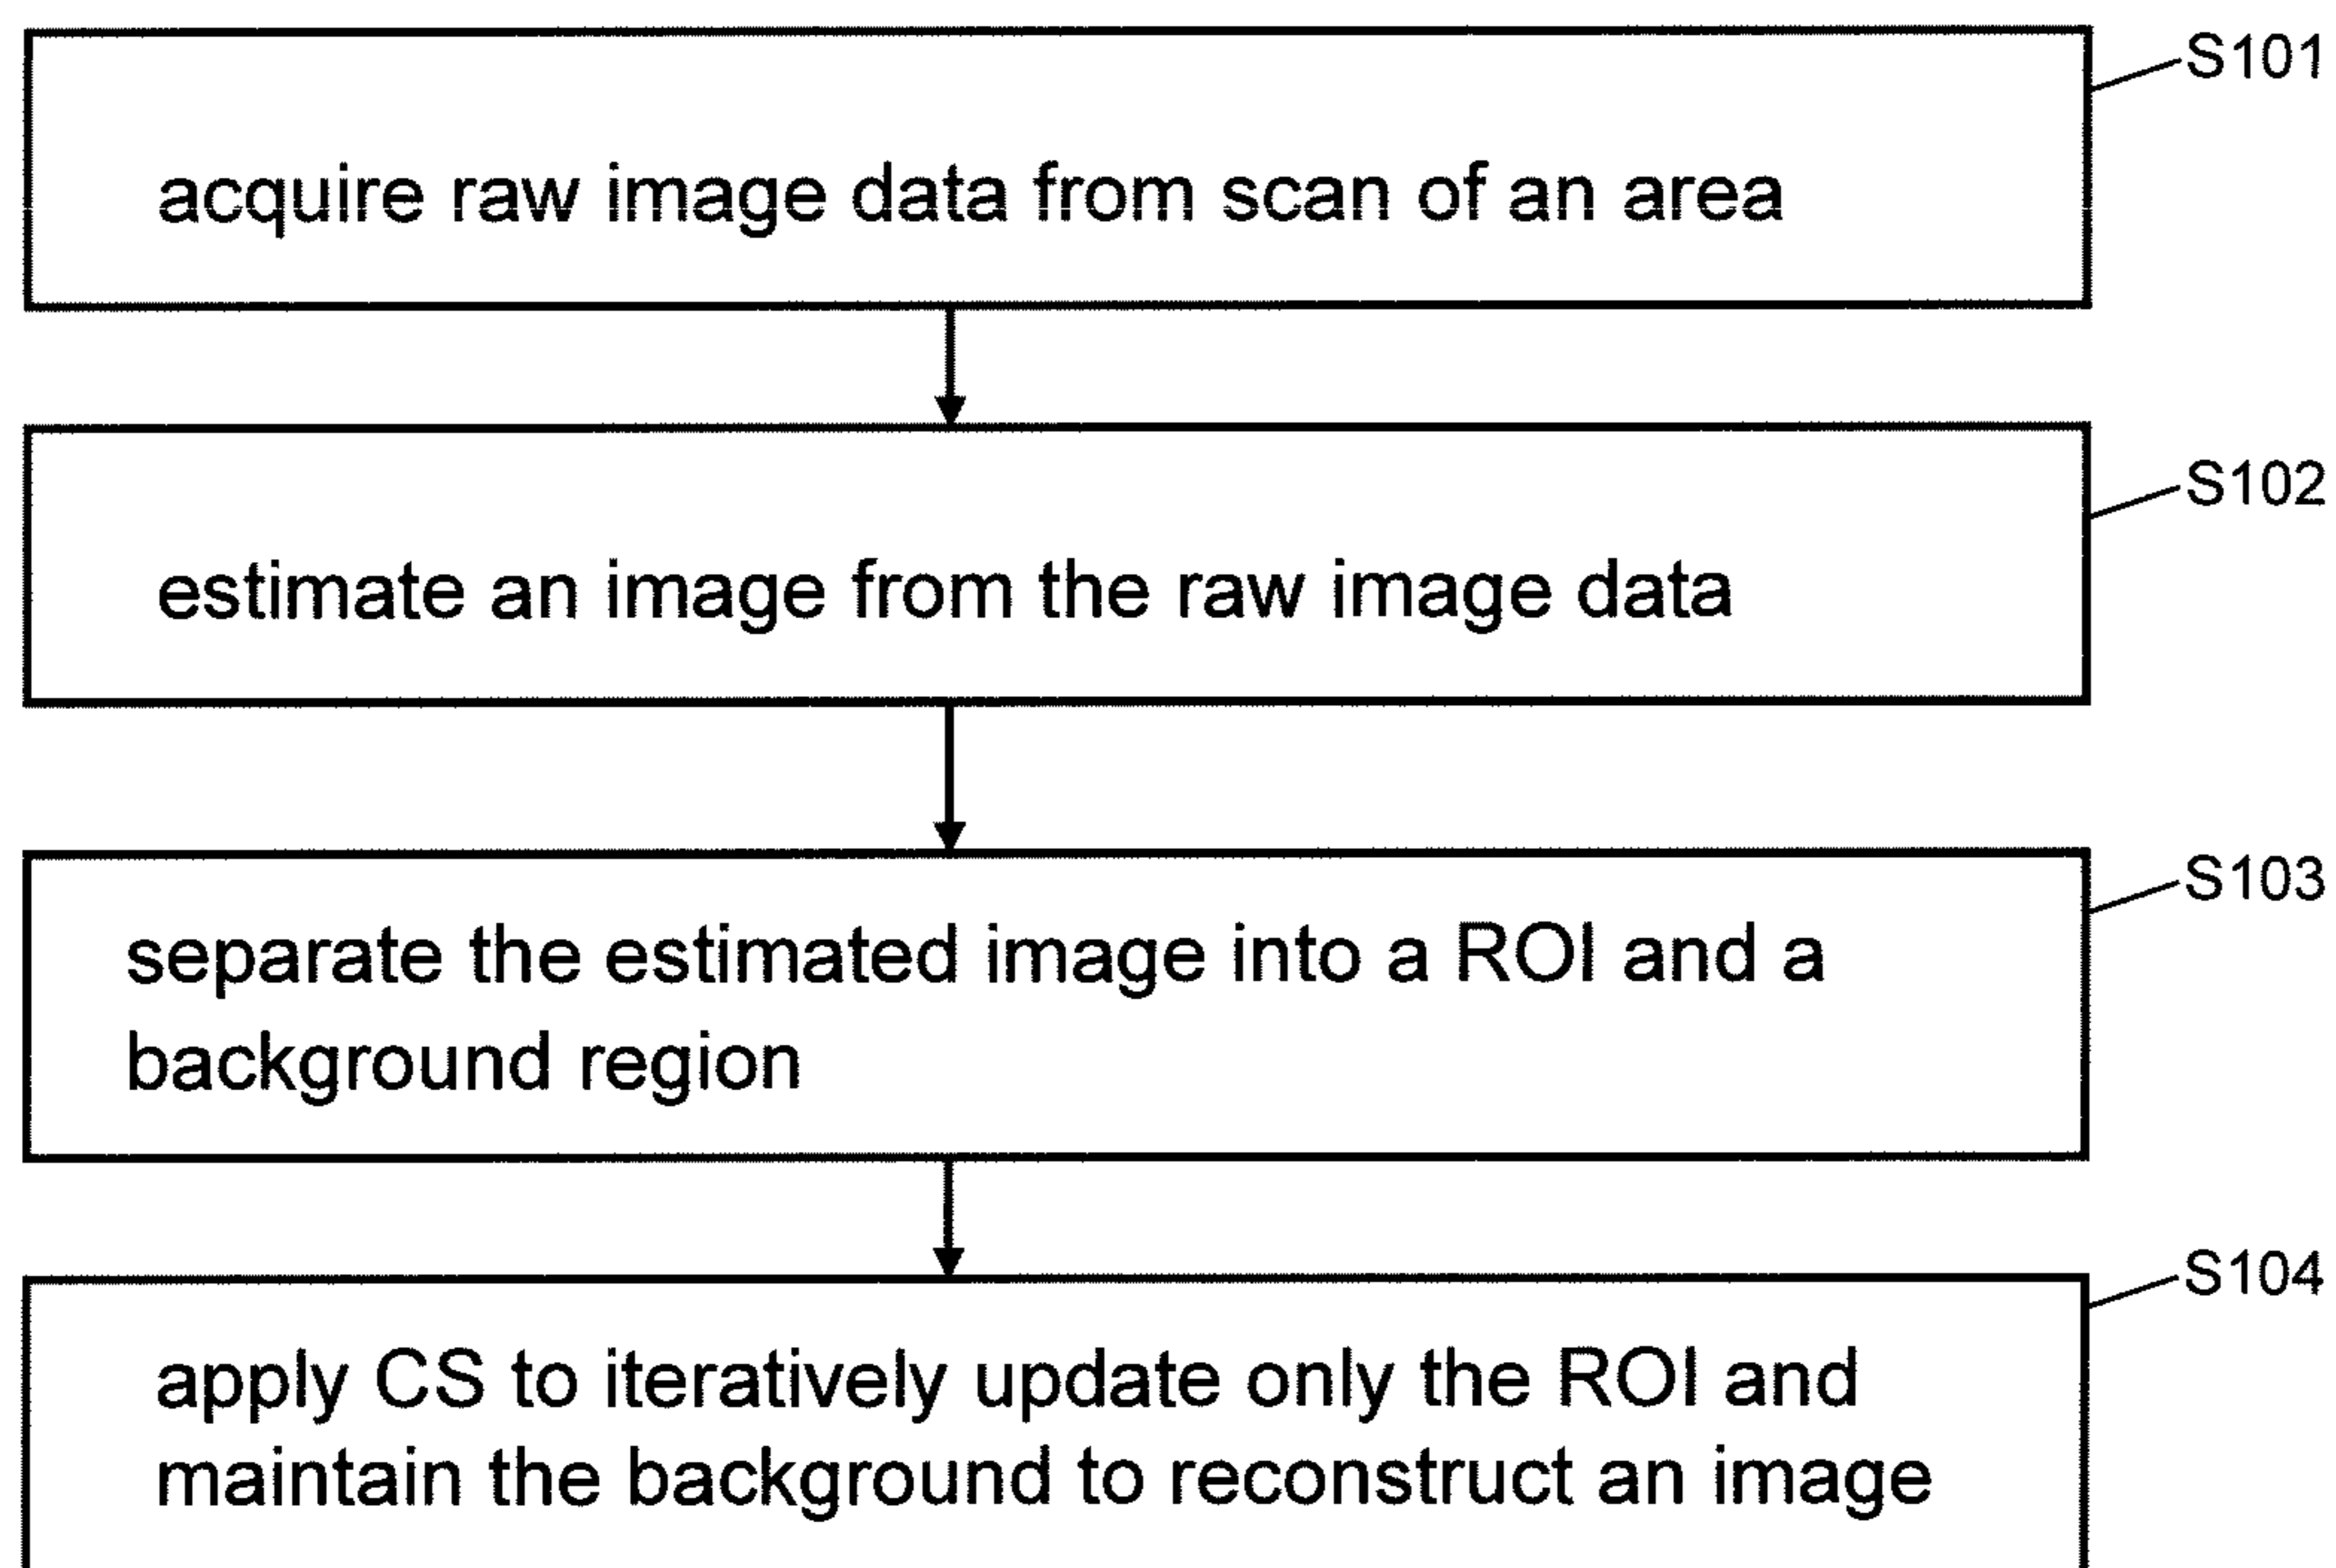 S101
acquire raw image data from scan of an area
S102
estimate an image from the raw image data
S103
separate the estimated image into a ROI and a
background region
S104
apply CS to iteratively update only the ROI and
maintain the background to reconstruct an image